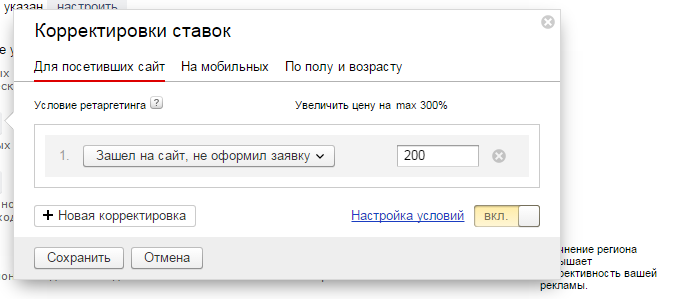 указан настроить
Корректировки ставок
Для посетивших сайт На мобильных По полу и возрасту
Условие ретаргетинга ? Увеличить цену на max 300%
1. Зашел на сайт, не оформил заявку 200
+ Новая корректировка Настройка условий вкл.
Сохранить Отмена
чнение региона
ышает
фективность вашей
рекламы.